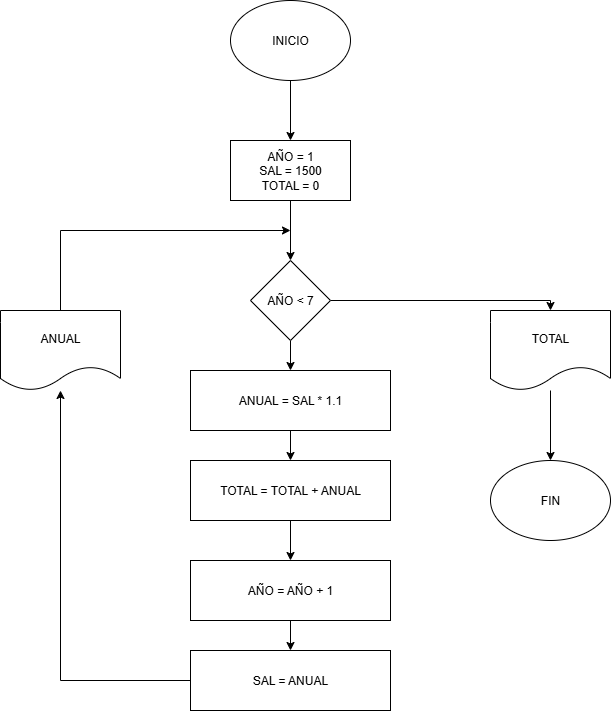 INICIO
AÑO = 1
SAL = 1500
TOTAL = 0
AÑO < 7
ANUAL
TOTAL
ANUAL = SAL * 1.1
TOTAL = TOTAL + ANUAL
FIN
AÑO = AÑO + 1
SAL = ANUAL